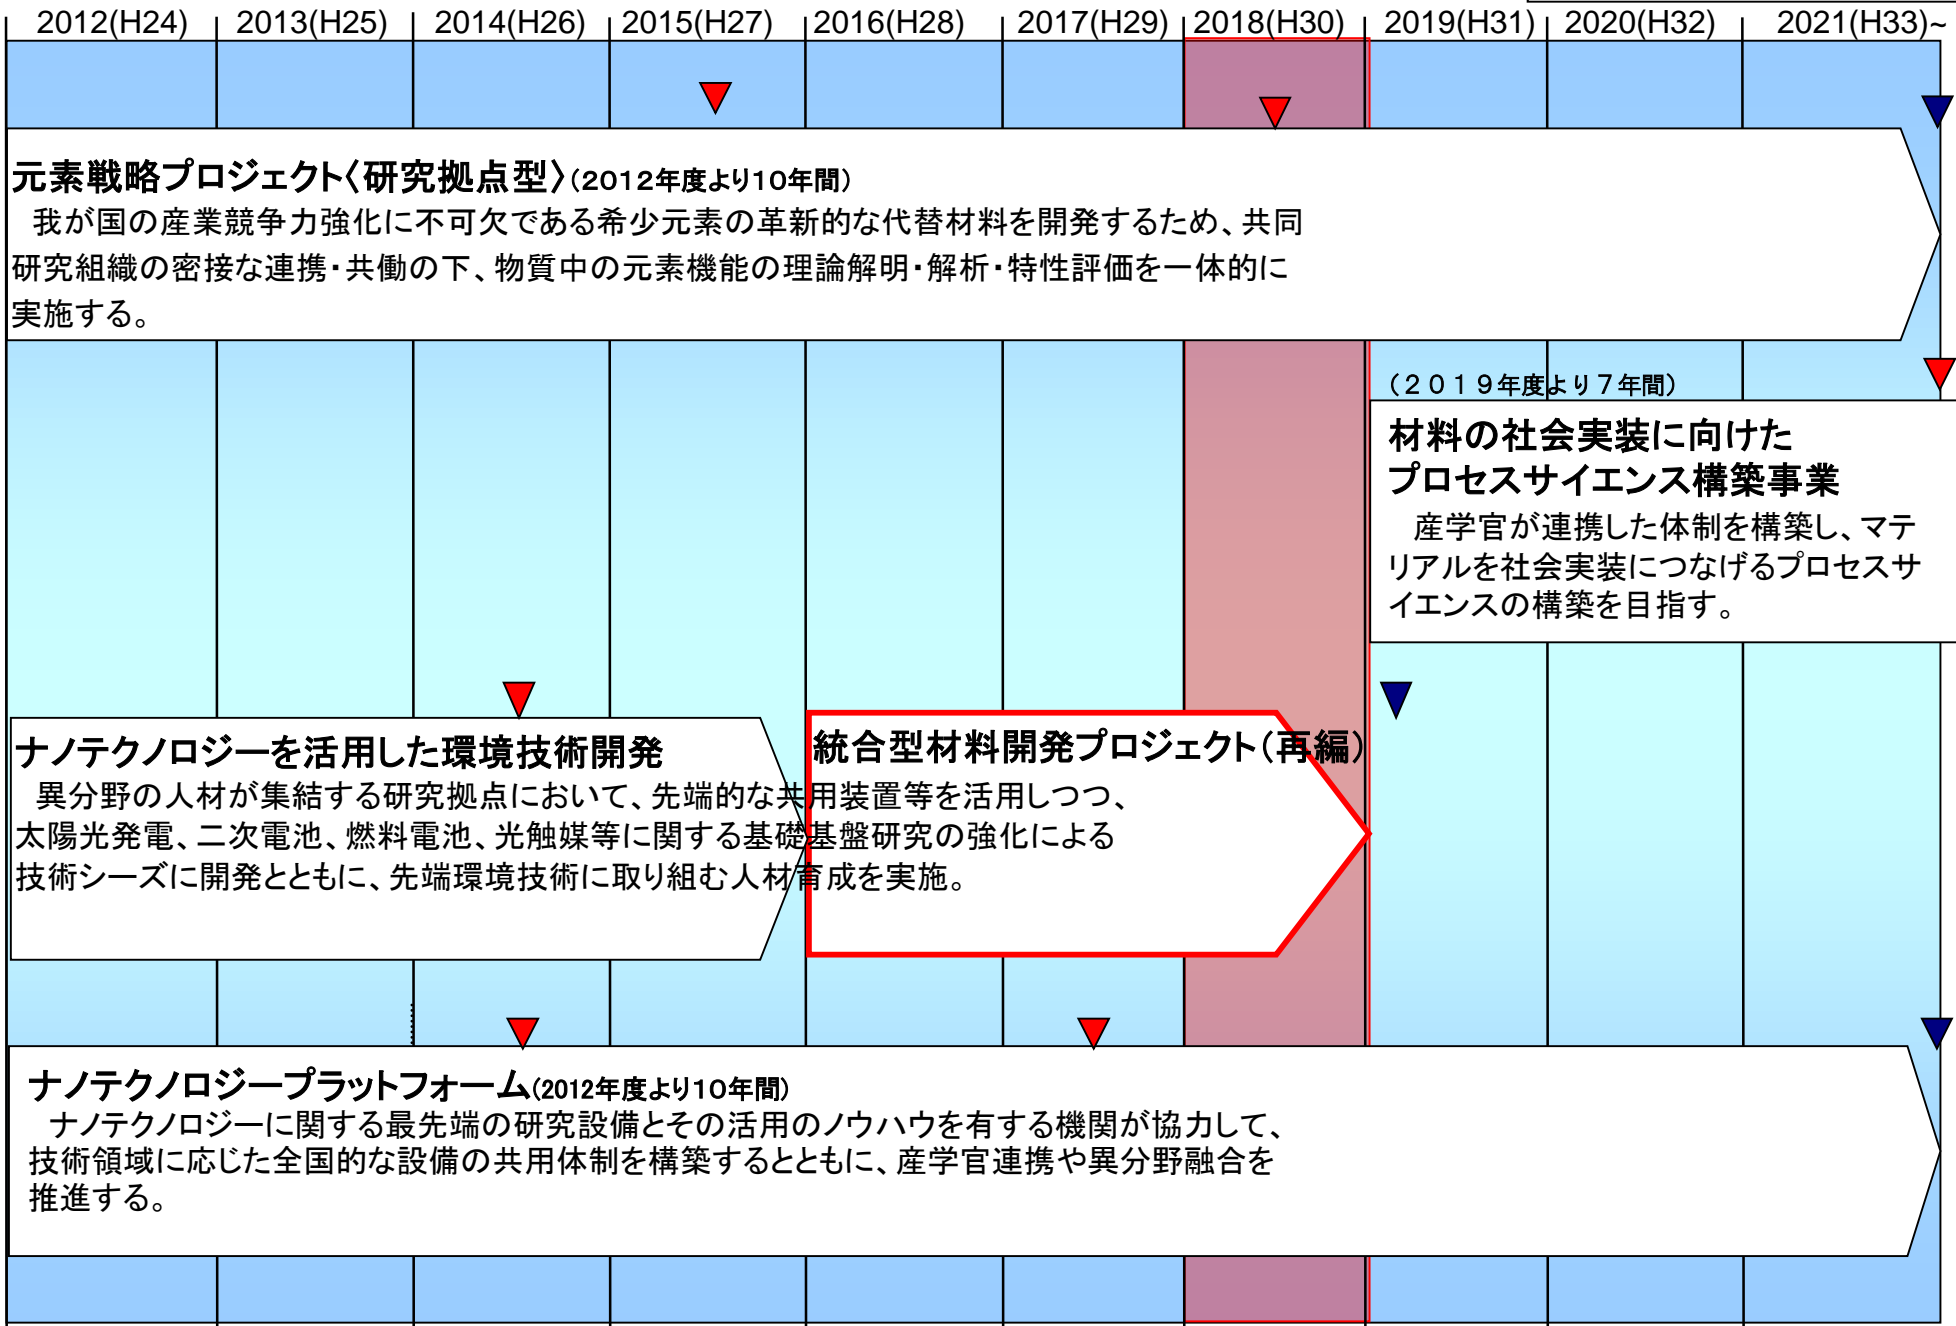 2012(H24) 2013(H25) 2014(H26) 2015(H27) 2016(H28) 2017(H29) 2018(H30) 2019(H31) 2020(H32) 2021(H33)~
元素戦略プロジェクト〈研究拠点型〉(2012年度より10年間)
我が国の産業競争力強化に不可欠である希少元素の革新的な代替材料を開発するため、共同
研究組織の密接な連携・共働の下、物質中の元素機能の理論解明・解析・特性評価を一体的に
実施する。
(2019年度より7年間)
材料の社会実装に向けた
プロセスサイエンス構築事業
産学官が連携した体制を構築し、マテ
リアルを社会実装につなげるプロセスサ
イエンスの構築を目指す。
ナノテクノロジーを活用した環境技術開発
異分野の人材が集結する研究拠点において、先端的な共用装置等を活用しつつ、
太陽光発電、二次電池、燃料電池、光触媒等に関する基礎基盤研究の強化による
技術シーズに開発とともに、先端環境技術に取り組む人材育成を実施。
統合型材料開発プロジェクト(再編)
ナノテクノロジープラットフォーム(2012年度より10年間)
ナノテクノロジーに関する最先端の研究設備とその活用のノウハウを有する機関が協力して、
技術領域に応じた全国的な設備の共用体制を構築するとともに、産学官連携や異分野融合を
推進する。